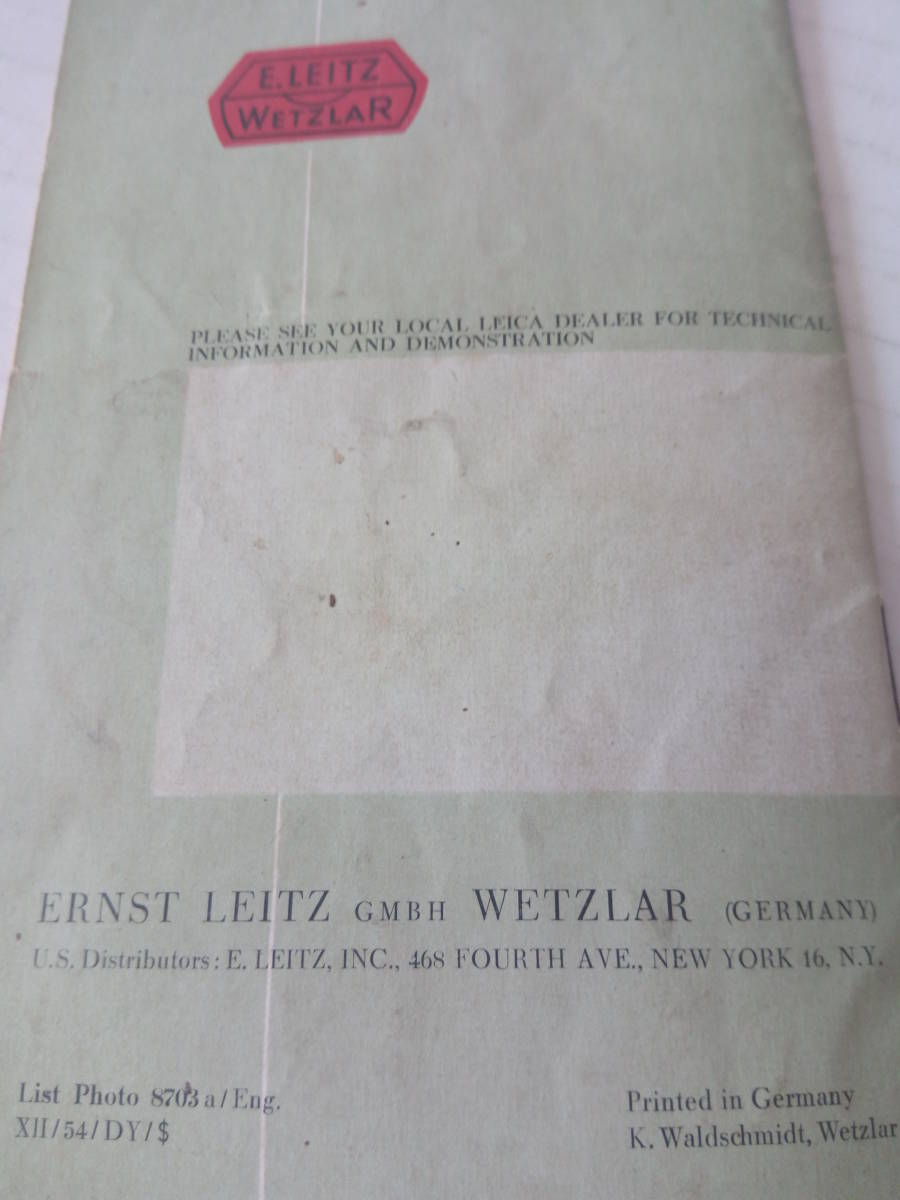 E. LEITZ
WETZLAR
PLEASE SEE YOUR LOCAL LEICA DEALER FOR TECHNICAL
INFORMATION AND DEMONSTRATION
ERNST LEITZ GMBH WETZLAR (GERMANY)
U.S. Distributors: E. LEITZ, INC., 468 FOURTH AVE., NEW YORK 16, N.Y.
List Photo 8703 a/Eng.
XII/54/DY/$
Printed in Germany
K. Waldschmidt, Wetzlar